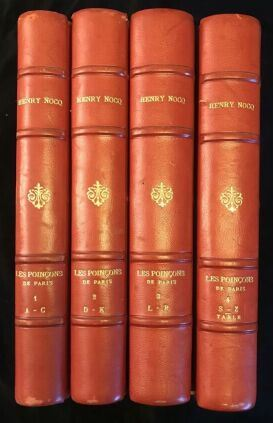 HENRY NOCQ
LES POINÇONS
DE PARIS
1
A-C
HENRY NOCQ
LES POINÇONS
DE PARIS
2
D-K
HENRY NOCQ
LES POINÇONS
DE PARIS
3
L-R
HENRY NOCQ
LES POINÇONS
DE PARIS
4
S-Z
TABLE